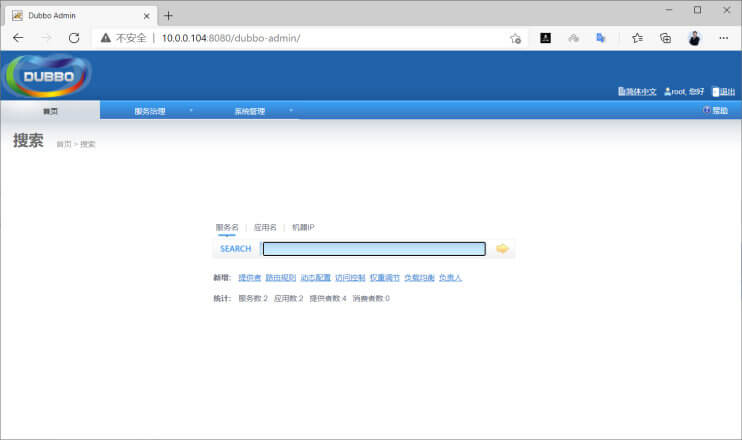 Dubbo Admin
不安全 | 10.0.0.104:8080/dubbo-admin/
DUBBO
简体中文 root, 您好 退出
首页 服务治理 系统管理 帮助
搜索 首页 > 搜索
服务名 | 应用名 | 机器IP
SEARCH
新增: 提供者 路由规则 动态配置 访问控制 权重调节 负载均衡 负责人
统计: 服务数:2 应用数:2 提供者数:4 消费者数:0